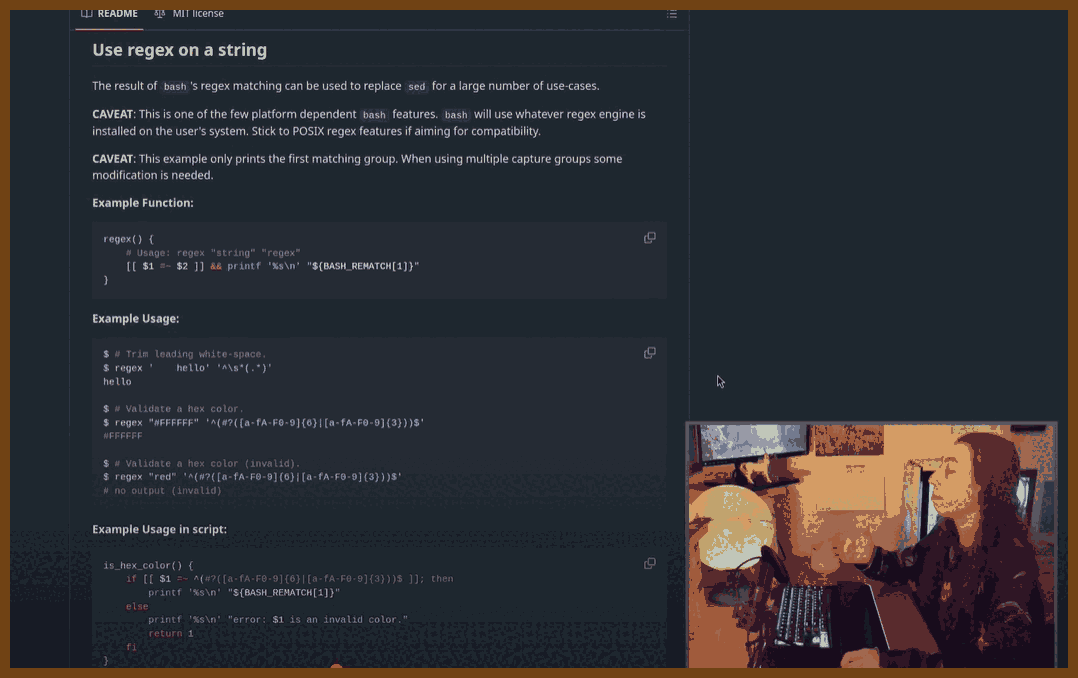 README MIT license
Use regex on a string
The result of bash's regex matching can be used to replace sed for a large number of use-cases.
CAVEAT: This is one of the few platform dependent bash features. bash will use whatever regex engine is
installed on the user's system. Stick to POSIX regex features if aiming for compatibility.
CAVEAT: This example only prints the first matching group. When using multiple capture groups some
modification is needed.
Example Function:
regex() {
    # Usage: regex "string" "regex"
    [[ $1 =~ $2 ]] && printf '%s\n' "${BASH_REMATCH[1]}"
}
Example Usage:
$ # Trim leading white-space.
$ regex '    hello' '^\s*(.*)'
hello
$ # Validate a hex color.
$ regex "#FFFFFF" '^(#?([a-fA-F0-9]{6}|[a-fA-F0-9]{3}))$'
#FFFFFF
$ # Validate a hex color (invalid).
$ regex "red" '^(#?([a-fA-F0-9]{6}|[a-fA-F0-9]{3}))$'
# no output (invalid)
Example Usage in script:
is_hex_color() {
    if [[ $1 =~ ^(#?([a-fA-F0-9]{6}|[a-fA-F0-9]{3}))$ ]]; then
        printf '%s\n' "${BASH_REMATCH[1]}"
    else
        printf '%s\n' "error: $1 is an invalid color."
        return 1
    fi
}